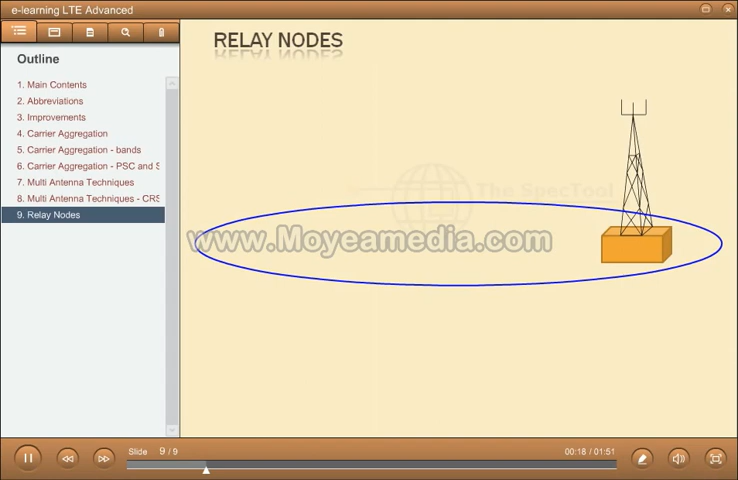 e-learning LTE Advanced
Outline
1. Main Contents
2. Abbreviations
3. Improvements
4. Carrier Aggregation
5. Carrier Aggregation - bands
6. Carrier Aggregation - PSC and S
7. Multi Antenna Techniques
8. Multi Antenna Techniques - CRS
9. Relay Nodes
RELAY NODES
The SpecTool
www.Moyeamedia.com
Slide 9 / 9
00:18 / 01:51